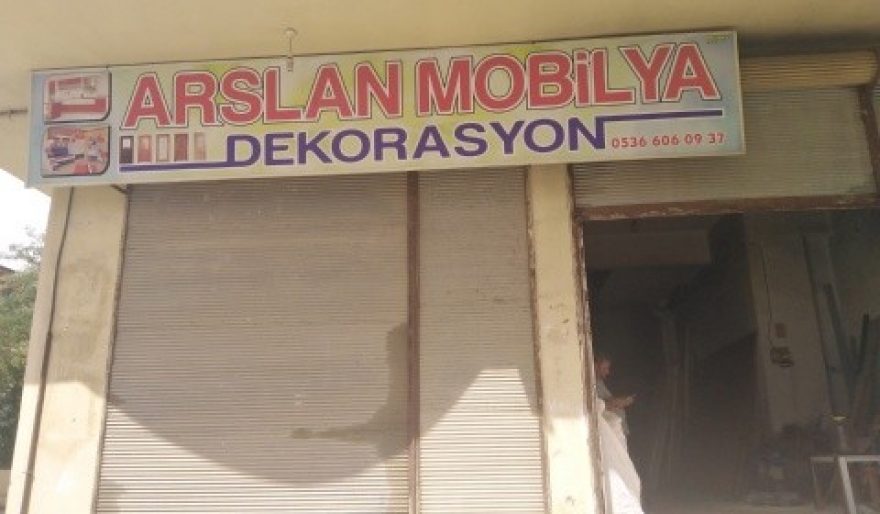 ARSLAN MOBİLYA
DEKORASYON 0536 606 09 37